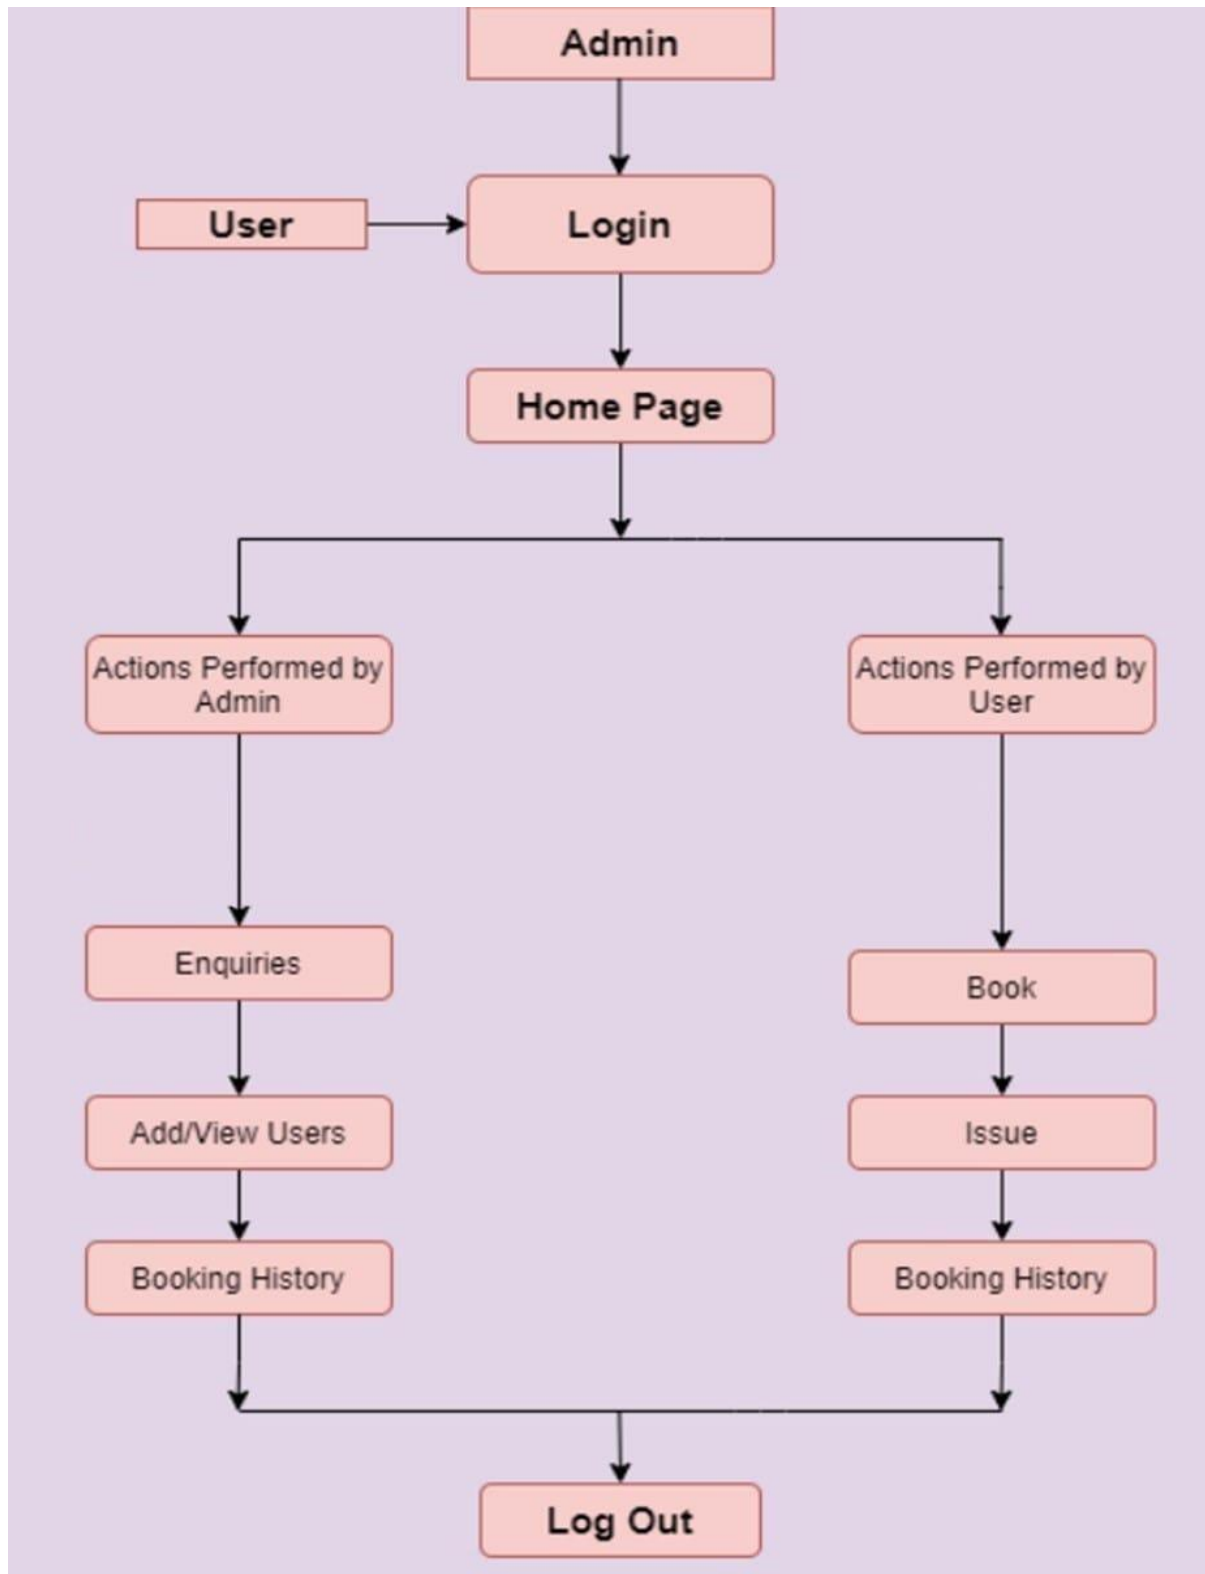 Admin
User
Login
Home Page
Actions Performed by
Admin
Actions Performed by
User
Enquiries
Book
Add/View Users
Issue
Booking History
Booking History
Log Out